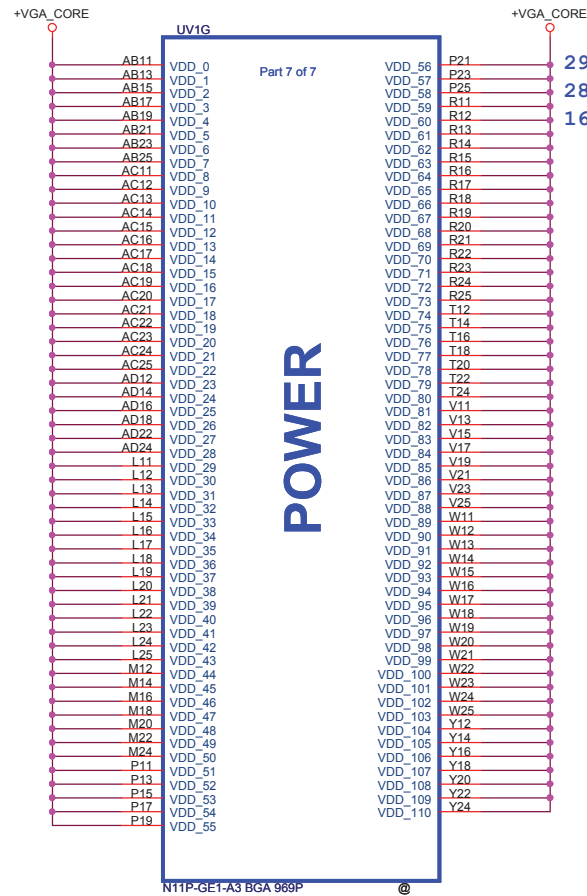 +VGA_CORE +VGA_CORE
UV1G
Part 7 of 7
AB11 VDD_0 VDD_56 P21 29
AB13 VDD_1 VDD_57 P23
AB15 VDD_2 VDD_58 P25 28
AB17 VDD_3 VDD_59 R11
AB19 VDD_4 VDD_60 R12 16
AB21 VDD_5 VDD_61 R13
AB23 VDD_6 VDD_62 R14
AB25 VDD_7 VDD_63 R15
AC11 VDD_8 VDD_64 R16
AC12 VDD_9 VDD_65 R17
AC13 VDD_10 VDD_66 R18
AC14 VDD_11 VDD_67 R19
AC15 VDD_12 VDD_68 R20
AC16 VDD_13 VDD_69 R21
AC17 VDD_14 VDD_70 R22
AC18 VDD_15 VDD_71 R23
AC19 VDD_16 VDD_72 R24
AC20 VDD_17 VDD_73 R25
AC21 VDD_18 VDD_74 T12
AC22 VDD_19 VDD_75 T14
AC23 VDD_20 VDD_76 T16
AC24 VDD_21 VDD_77 T18
AC25 VDD_22 VDD_78 T20
AD12 VDD_23 VDD_79 T22
AD14 VDD_24 VDD_80 T24
AD16 VDD_25 VDD_81 V11
AD18 VDD_26 VDD_82 V13
AD22 VDD_27 VDD_83 V15
AD24 VDD_28 VDD_84 V17
L11 VDD_29 VDD_85 V19
L12 VDD_30 VDD_86 V21
L13 VDD_31 VDD_87 V23
L14 VDD_32 VDD_88 V25
L15 VDD_33 VDD_89 W11
L16 VDD_34 VDD_90 W12
L17 VDD_35 VDD_91 W13
L18 VDD_36 VDD_92 W14
L19 VDD_37 VDD_93 W15
L20 VDD_38 VDD_94 W16
L21 VDD_39 VDD_95 W17
L22 VDD_40 VDD_96 W18
L23 VDD_41 VDD_97 W19
L24 VDD_42 VDD_98 W20
L25 VDD_43 VDD_99 W21
M12 VDD_44 VDD_100 W22
M14 VDD_45 VDD_101 W23
M16 VDD_46 VDD_102 W24
M18 VDD_47 VDD_103 W25
M20 VDD_48 VDD_104 Y12
M22 VDD_49 VDD_105 Y14
M24 VDD_50 VDD_106 Y16
P11 VDD_51 VDD_107 Y18
P13 VDD_52 VDD_108 Y20
P15 VDD_53 VDD_109 Y22
P17 VDD_54 VDD_110 Y24
P19 VDD_55
POWER
N11P-GE1-A3 BGA 969P @